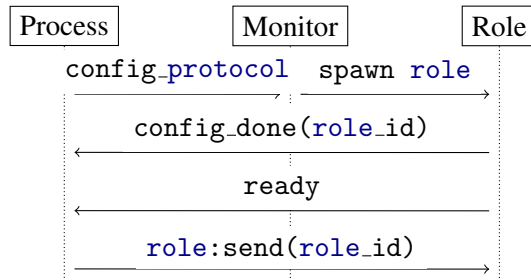 Process Monitor Role
config_protocol spawn role
config_done(role_id)
ready
role:send(role_id)